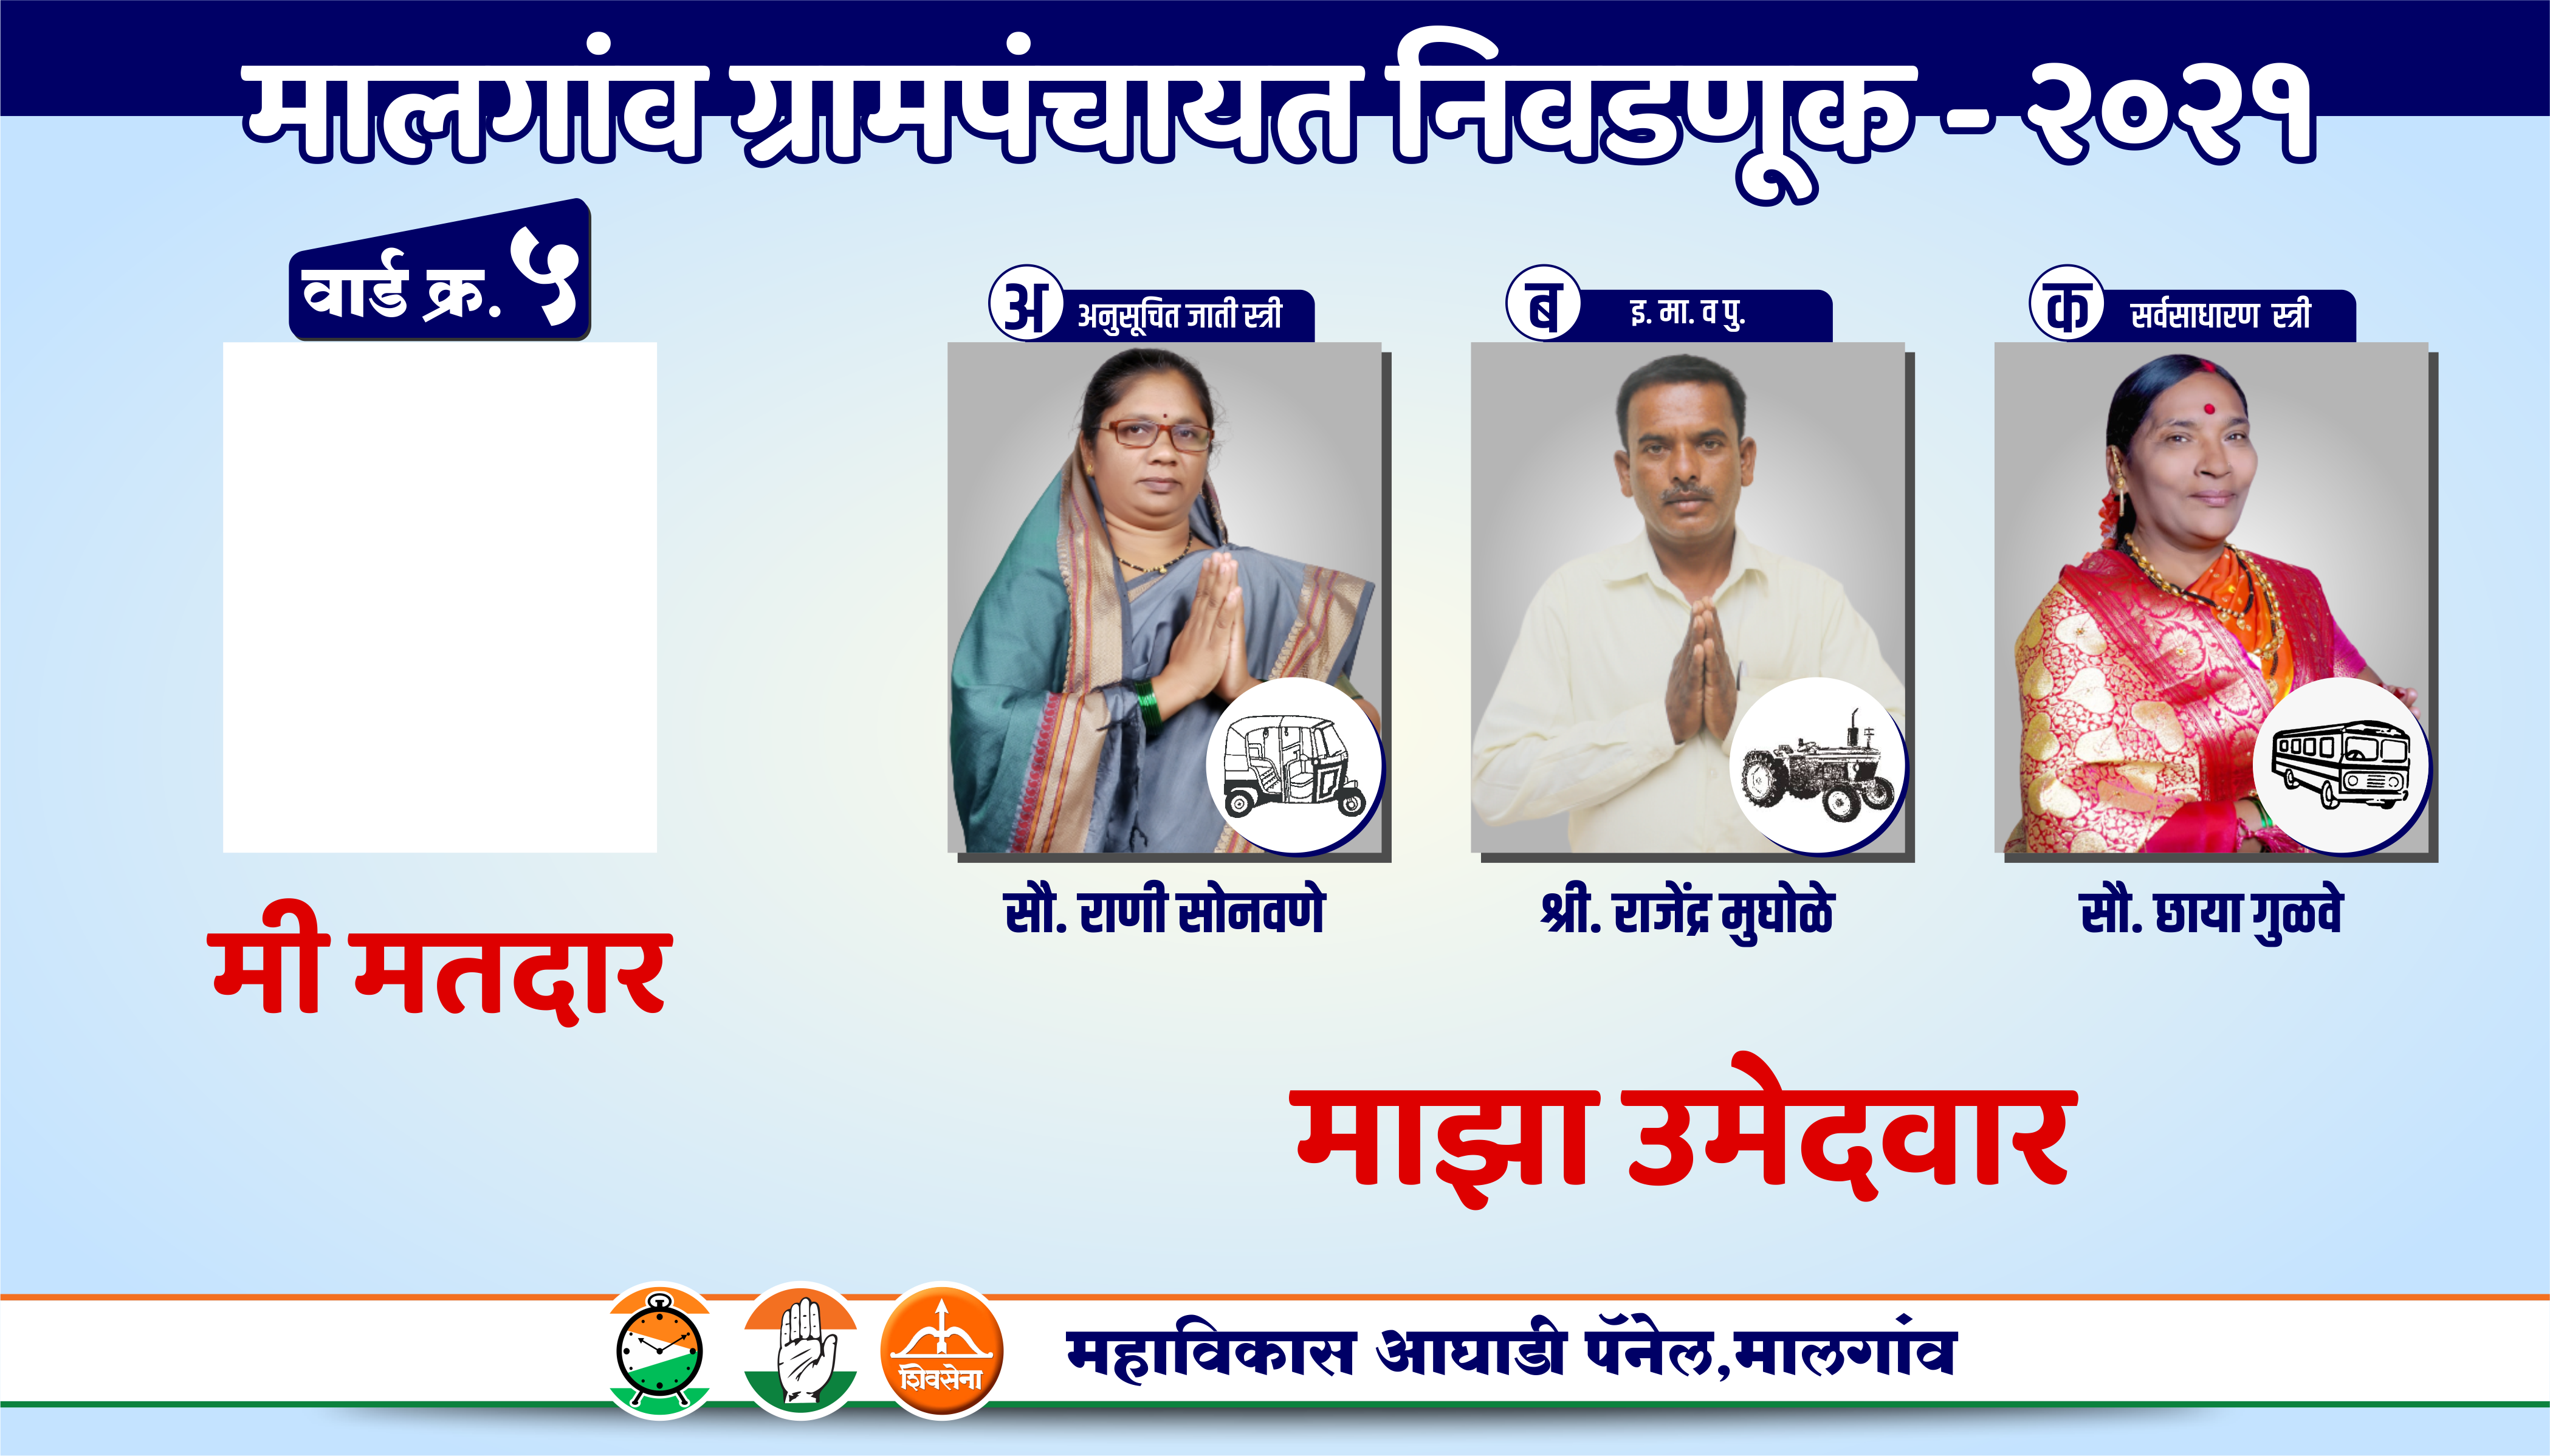 मालगांव ग्रामपंचायत निवडणूक - २०२१
वार्ड क्र. ५
अ अनुसूचित जाती स्त्री
ब इ. मा. व पु.
क सर्वसाधारण स्त्री
सौ. राणी सोनवणे
श्री. राजेंद्र मुघोळे
सौ. छाया गुळवे
मी मतदार
माझा उमेदवार
शिवसेना
महाविकास आघाडी पॅनेल,मालगांव